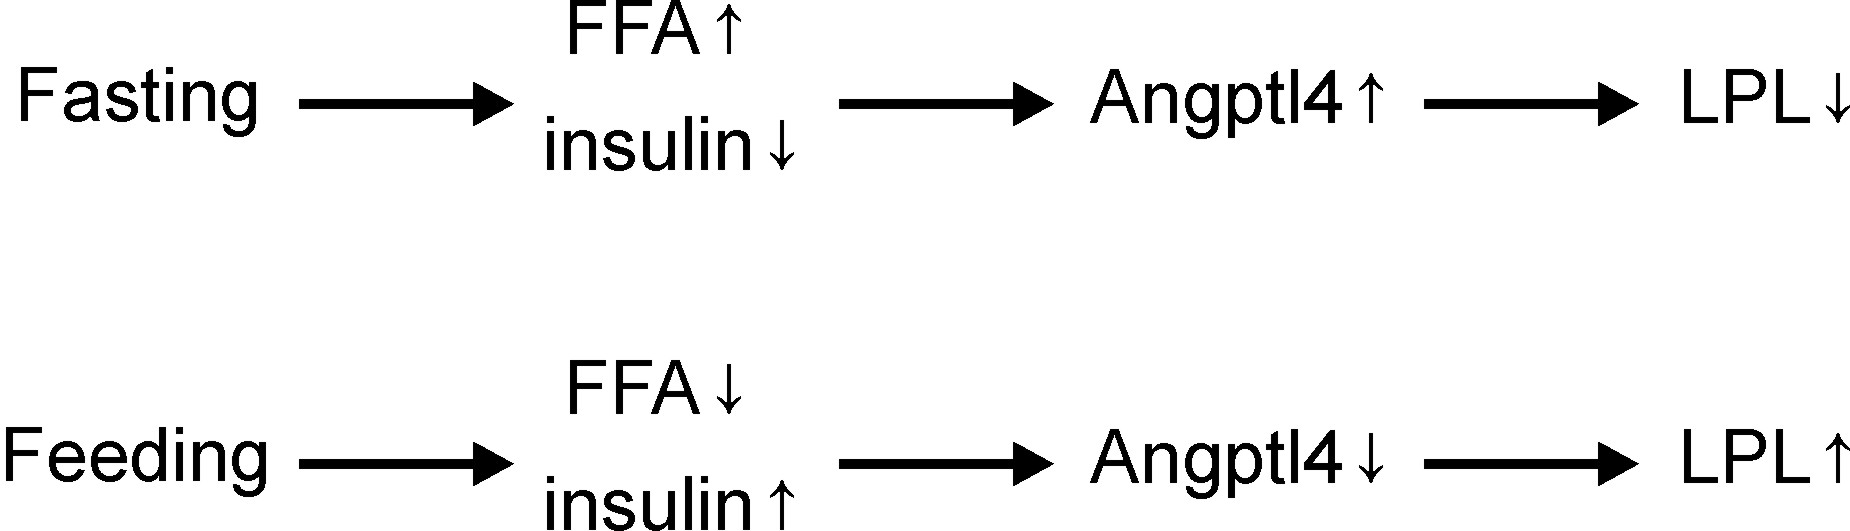 FFA↑
Fasting → insulin↓ → Angptl4↑ → LPL↓
FFA↓
Feeding → insulin↑ → Angptl4↓ → LPL↑